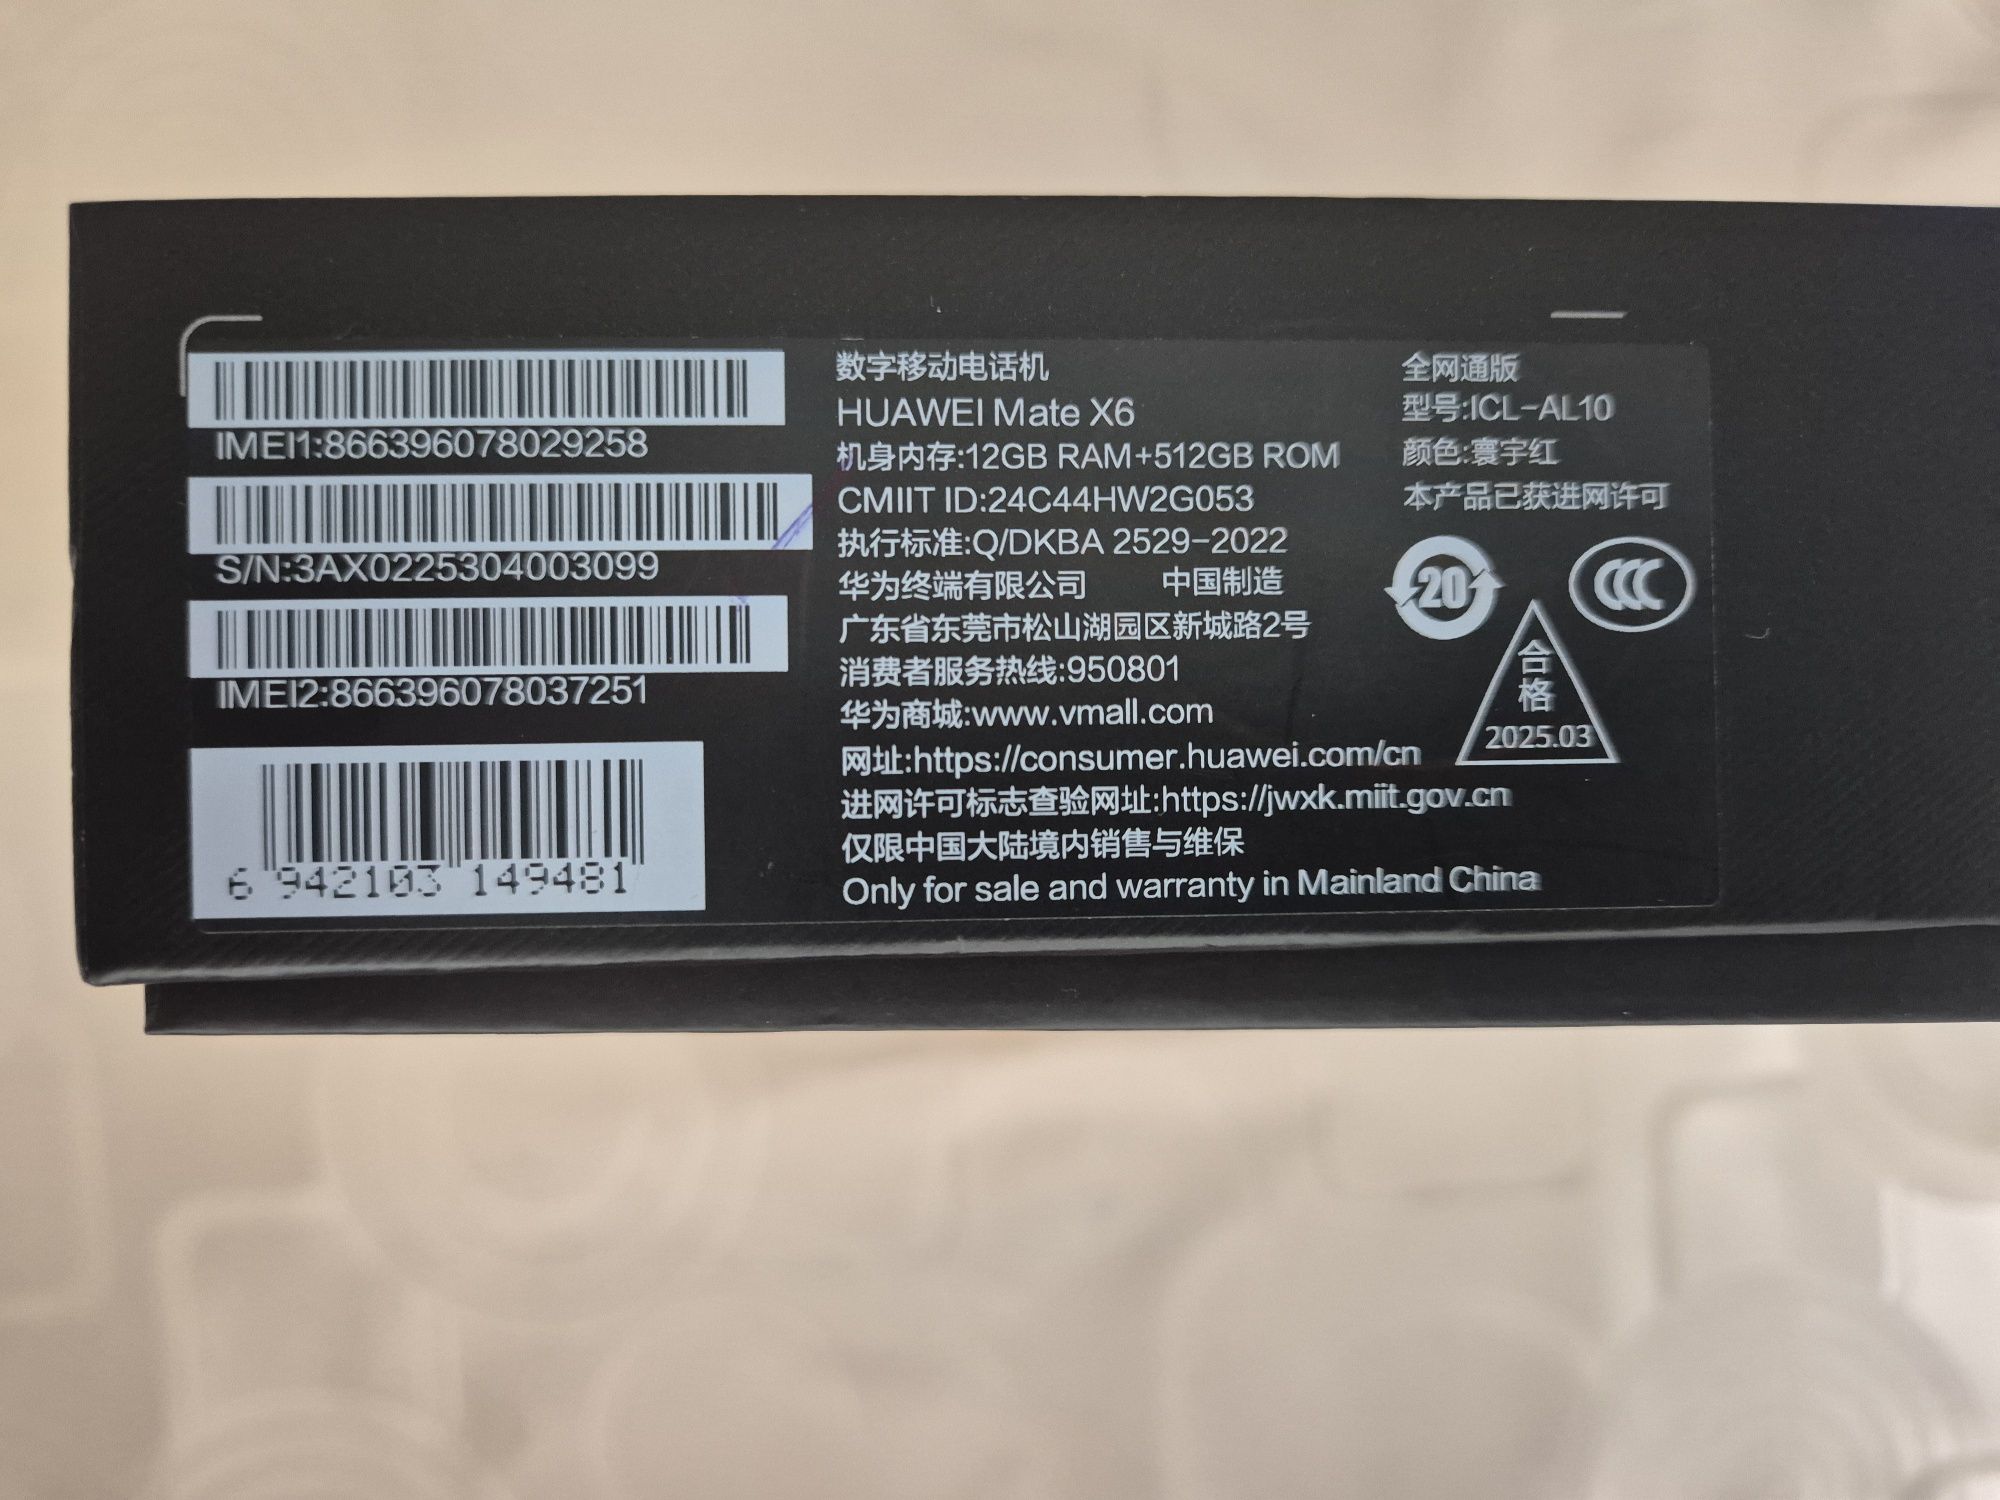 IMEI1:866396078029258
S/N:3AX0225304003099
IMEI2:866396078037251
6 942103 149481
数字移动电话机
HUAWEI Mate X6
机身内存:12GB RAM+512GB ROM
CMIIT ID:24C44HW2G053
执行标准:Q/DKBA 2529-2022
华为终端有限公司 中国制造
广东省东莞市松山湖园区新城路2号
消费者服务热线:950801
华为商城:www.vmall.com
网址:https://consumer.huawei.com/cn
进网许可标志查验网址:https://jwxk.miit.gov.cn
仅限中国大陆境内销售与维保
Only for sale and warranty in Mainland China
全网通版
型号:ICL-AL10
颜色:寰宇红
本产品已获进网许可
20
CCC
合
格
2025.03